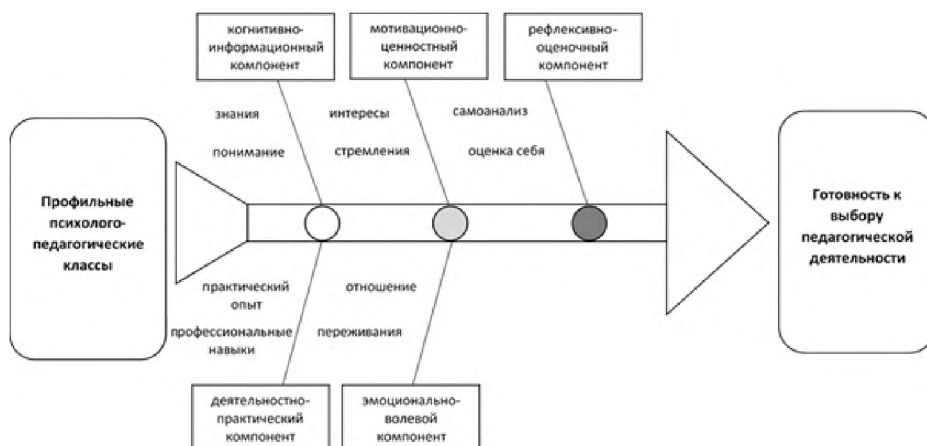 когнитивно-
информационный
компонент
мотивационно-
ценностный
компонент
рефлексивно-
оценочный
компонент
знания
интересы
самоанализ
понимание
стремления
оценка себя
Профильные
психолого-
педагогические
классы
Готовность к
выбору
педагогической
деятельности
практический
опыт
отношение
профессиональные
навыки
переживания
деятельностно-
практический
компонент
эмоционально-
волевой компонент